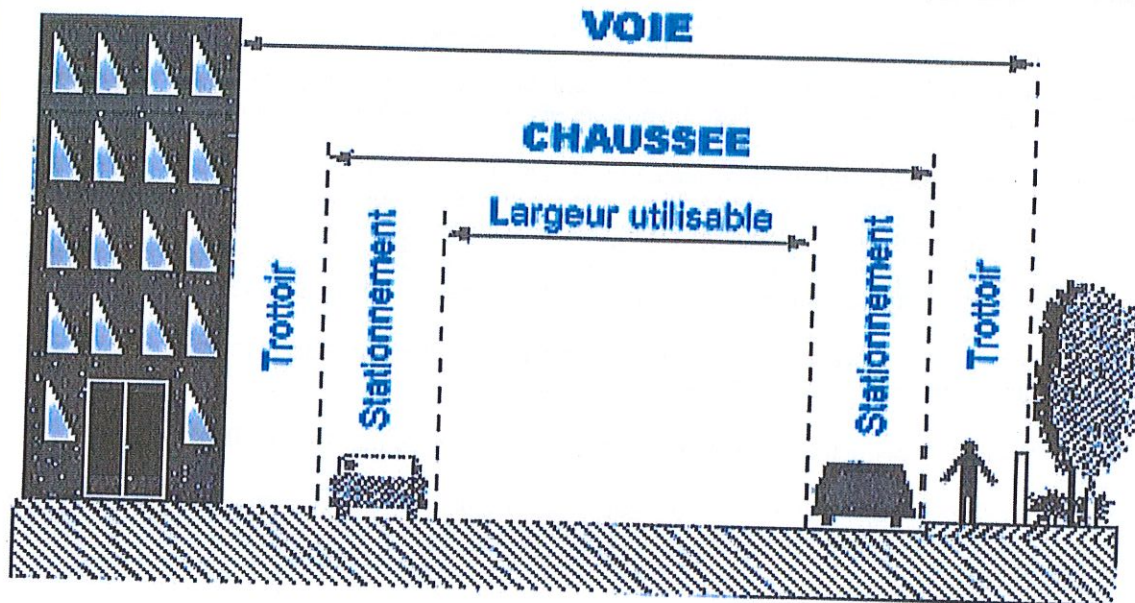 VOIE
CHAUSSEE
Largeur utilisable
Trottoir
Stationnement
Stationnement
Trottoir